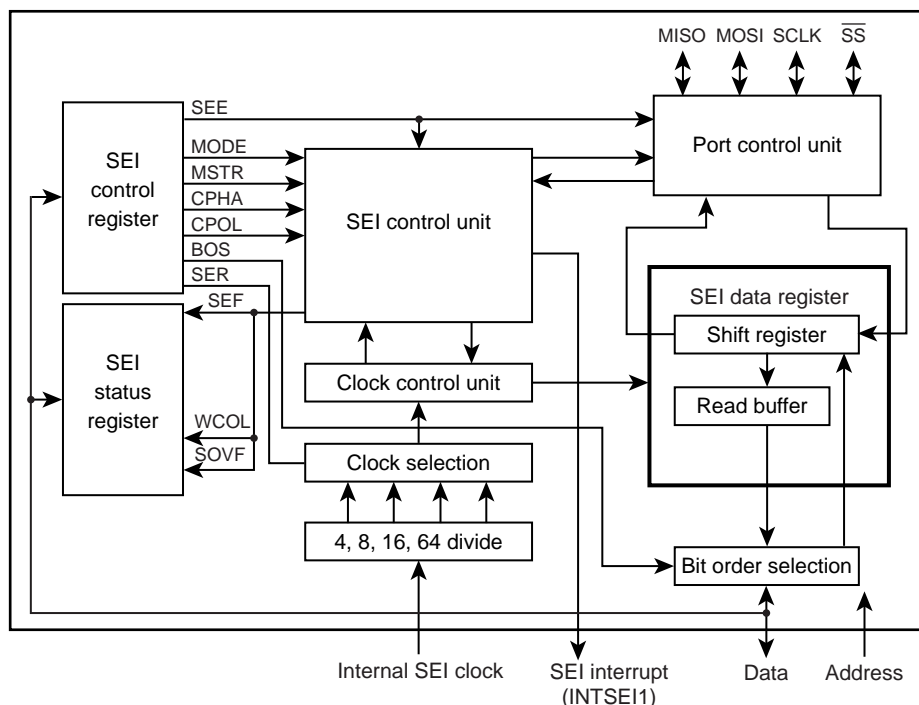 MISO MOSI SCLK SS
SEE
SEI
control
register
MODE
MSTR
CPHA
CPOL
BOS
SER
SEI control unit
Port control unit
SEF
SEI
status
register
WCOL
SOVF
SEI data register
Shift register
Read buffer
Clock control unit
Clock selection
4, 8, 16, 64 divide
Bit order selection
Internal SEI clock
SEI interrupt
(INTSEI1)
Data
Address